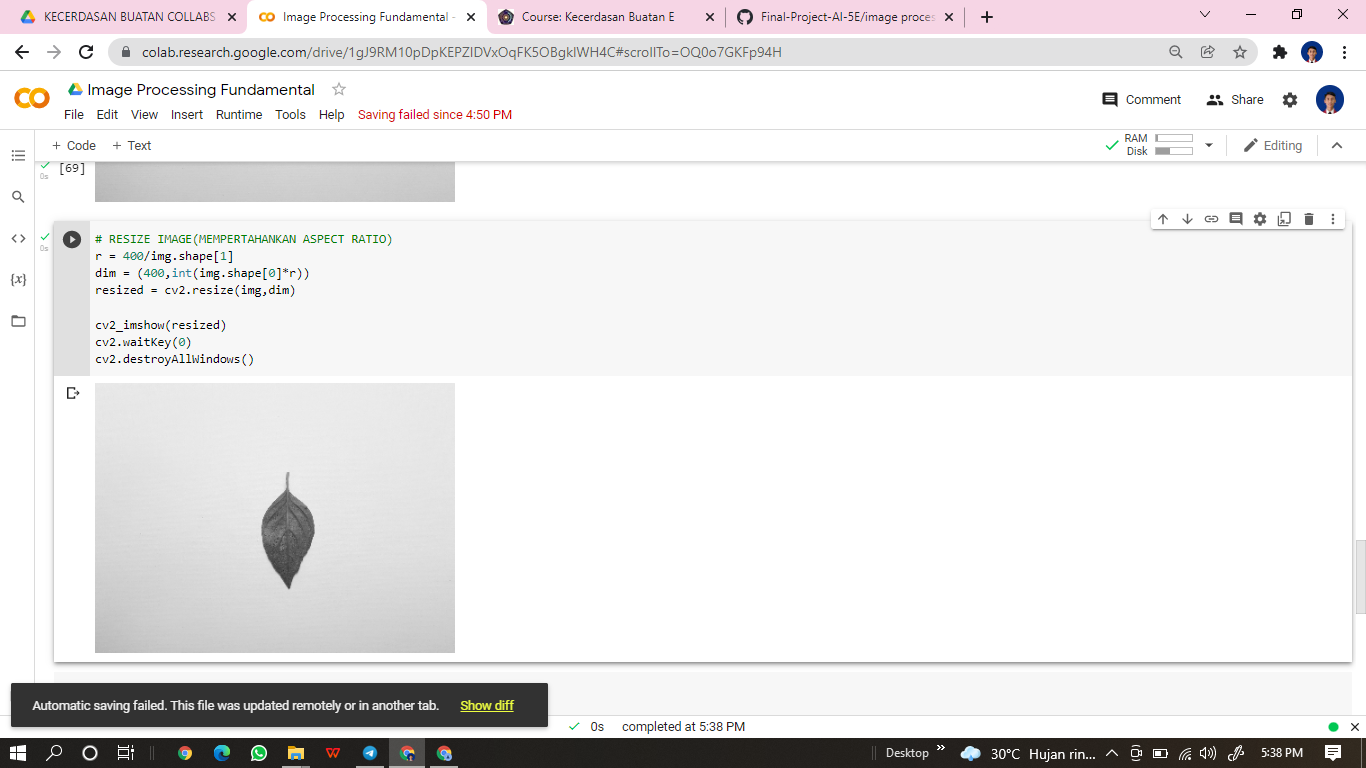 KECERDASAN BUATAN COLLABS
Image Processing Fundamental -
Course: Kecerdasan Buatan E
Final-Project-AI-5E/image proces
colab.research.google.com/drive/1gJ9RM10pDpKEPZIDVxOqFK5OBgklWH4C#scrollTo=OQ0o7GKFp94H
CO
Image Processing Fundamental
Comment
Share
File Edit View Insert Runtime Tools Help Saving failed since 4:50 PM
+ Code + Text
RAM
Disk
Editing
[69]
0s
{x}
0s
# RESIZE IMAGE(MEMPERTAHANKAN ASPECT RATIO)
r = 400/img.shape[1]
dim = (400,int(img.shape[0]*r))
resized = cv2.resize(img,dim)
cv2_imshow(resized)
cv2.waitKey(0)
cv2.destroyAllWindows()
Automatic saving failed. This file was updated remotely or in another tab. Show diff
0s completed at 5:38 PM
Desktop
30°C Hujan rin...
5:38 PM